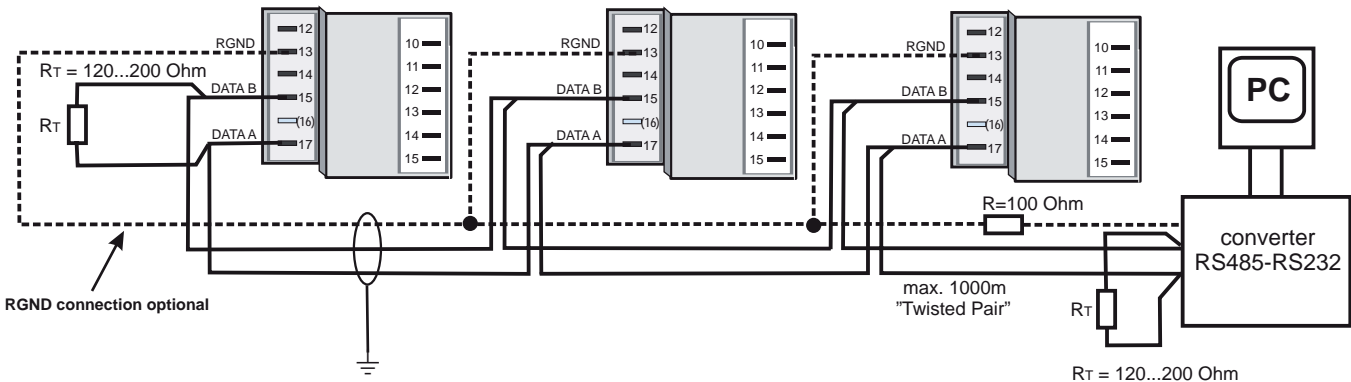 12
RGND
13
10
RT = 120...200 Ohm
14
11
DATA B
15
12
RT
(16)
13
DATA A
17
14
15
12
RGND
13
10
14
11
DATA B
15
12
(16)
13
DATA A
17
14
15
12
RGND
13
10
14
11
DATA B
15
12
(16)
13
DATA A
17
14
15
PC
R=100 Ohm
converter
RS485-RS232
RGND connection optional
max. 1000m
”Twisted Pair”
RT
RT = 120...200 Ohm